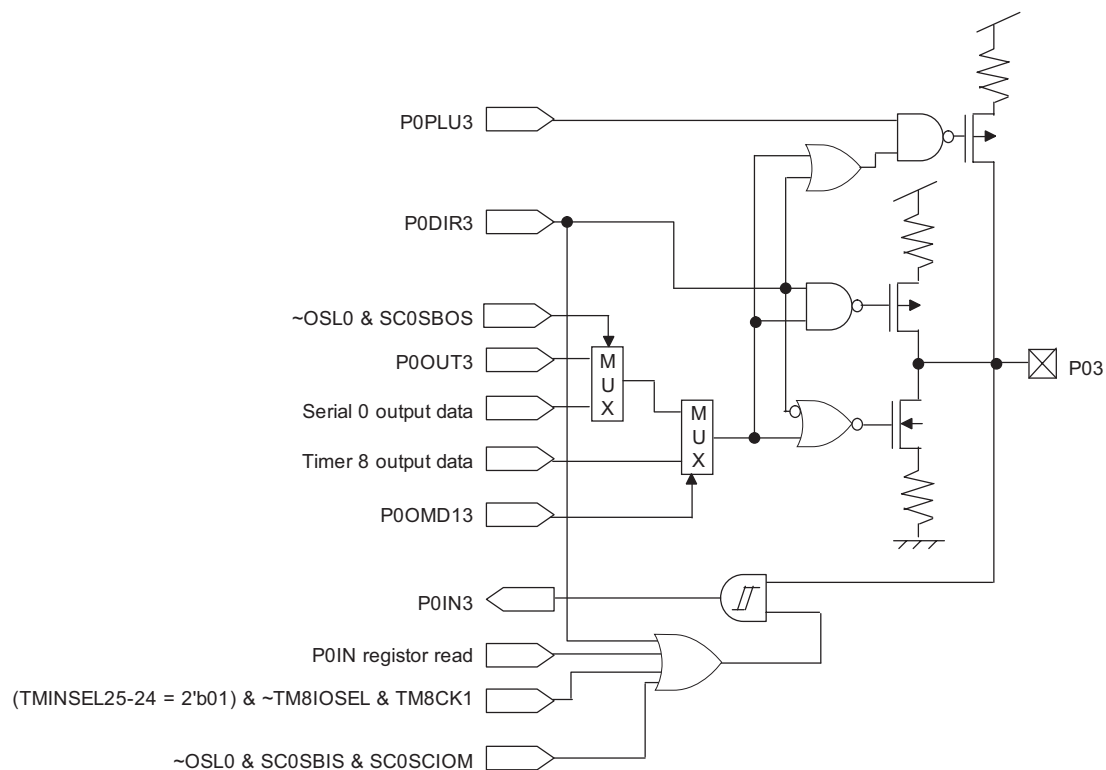 P0PLU3
P0DIR3
~OSL0 & SC0SBOS
P0OUT3
Serial 0 output data
Timer 8 output data
P0OMD13
M
U
X
M
U
X
P03
P0IN3
P0IN registor read
(TMINSEL25-24 = 2'b01) & ~TM8IOSEL & TM8CK1
~OSL0 & SC0SBIS & SC0SCIOM